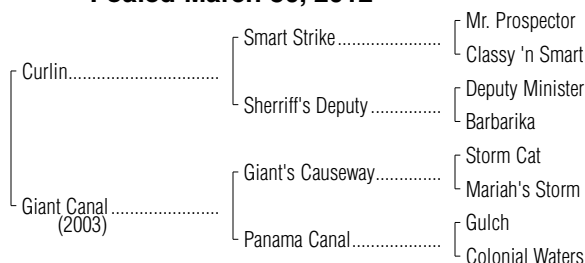 Foaled March 2012
Mr. Prospector
Smart Strike
Classy 'n Smart
Curlin
Deputy Minister
Sherriff's Deputy
Barbarika
Storm Cat
Giant's Causeway
Mariah's Storm
Giant Canal
(2003)
Gulch
Panama Canal
Colonial Waters